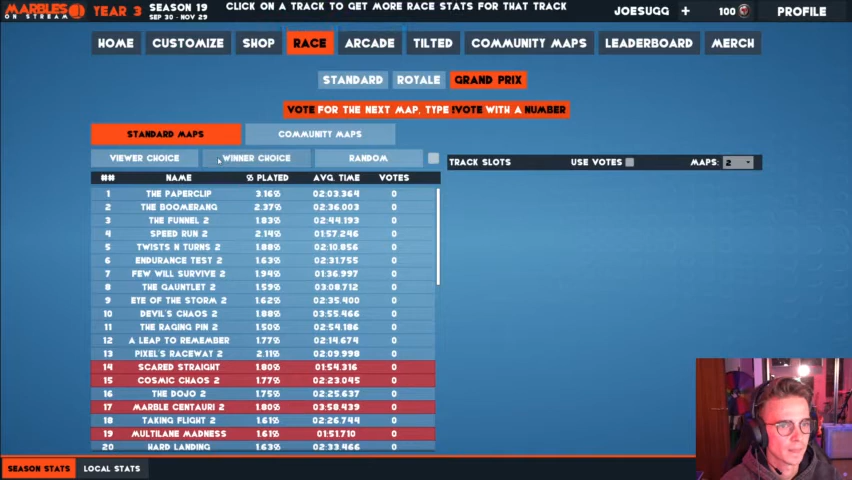 MARBLES ON STREAM
YEAR 3
SEASON 19
SEP 30 - NOV 29
CLICK ON A TRACK TO GET MORE RACE STATS FOR THAT TRACK
JOESUGG + 100 PROFILE
HOME CUSTOMIZE SHOP RACE ARCADE TILTED COMMUNITY MAPS LEADERBOARD MERCH
STANDARD ROYALE GRAND PRIX
VOTE FOR THE NEXT MAP, TYPE !VOTE WITH A NUMBER
STANDARD MAPS COMMUNITY MAPS
VIEWER CHOICE WINNER CHOICE RANDOM
TRACK SLOTS USE VOTES MAPS: 2
## NAME % PLAYED AVG. TIME VOTES
1 THE PAPERCLIP 3.16% 02:03.364 0
2 THE BOOMERANG 2.37% 02:36.003 0
3 THE FUNNEL 2 1.83% 02:44.193 0
4 SPEED RUN 2 2.14% 01:57.246 0
5 TWISTS N TURNS 2 1.88% 02:10.856 0
6 ENDURANCE TEST 2 1.63% 02:31.755 0
7 FEW WILL SURVIVE 2 1.94% 01:36.997 0
8 THE GAUNTLET 2 1.59% 03:08.712 0
9 EYE OF THE STORM 2 1.62% 02:35.400 0
10 DEVIL'S CHAOS 2 1.88% 03:55.466 0
11 THE RAGING PIN 2 1.50% 02:54.186 0
12 A LEAP TO REMEMBER 1.77% 02:14.674 0
13 PIXEL'S RACEWAY 2 2.11% 02:09.998 0
14 SCARED STRAIGHT 1.80% 01:54.316 0
15 COSMIC CHAOS 2 1.77% 02:23.045 0
16 THE DOJO 2 1.75% 02:25.637 0
17 MARBLE CENTAURI 2 1.80% 03:58.439 0
18 TAKING FLIGHT 2 1.61% 02:26.744 0
19 MULTILANE MADNESS 1.61% 01:51.710 0
20 HARD LANDING 1.63% 02:33.466 0
SEASON STATS LOCAL STATS